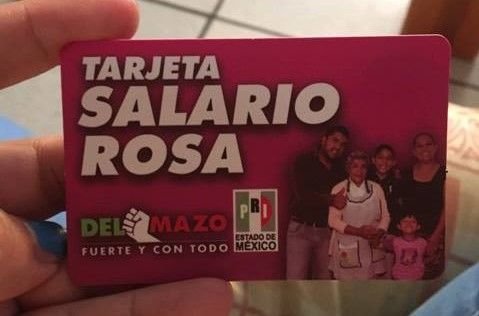 TARJETA
SALARIO
ROSA
DEL MAZO
FUERTE Y CON TODO
PRI
ESTADO DE
MÉXICO